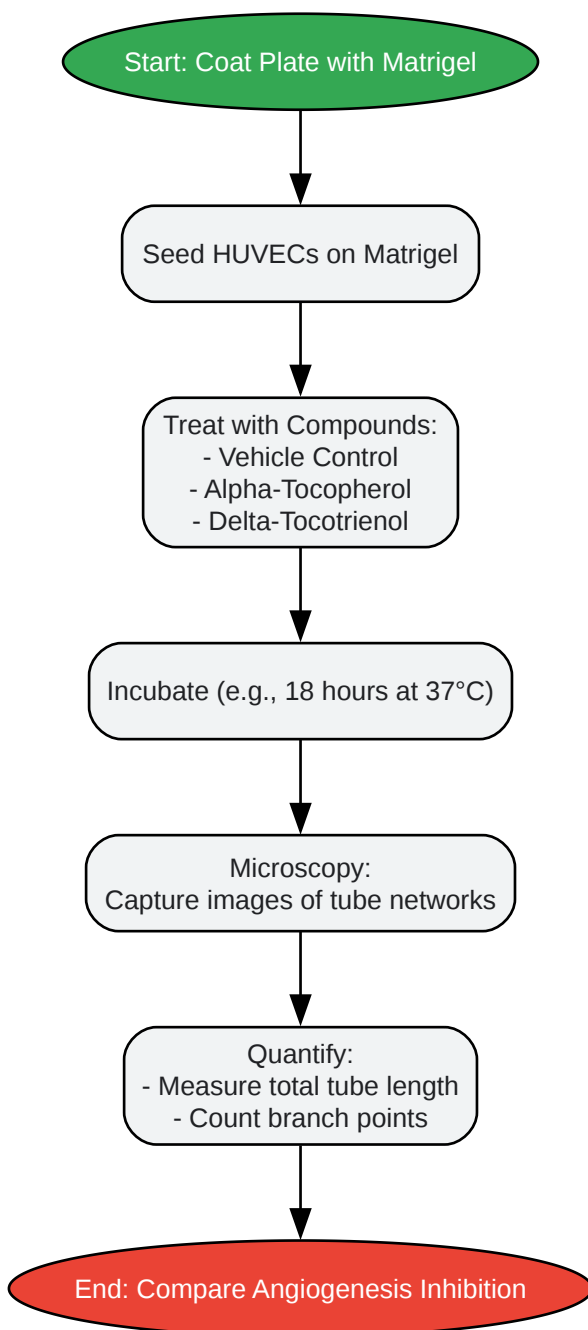 Start: Coat Plate with Matrigel
Seed HUVECs on Matrigel
Treat with Compounds:
- Vehicle Control
- Alpha-Tocopherol
- Delta-Tocotrienol
Incubate (e.g., 18 hours at 37°C)
Microscopy:
Capture images of tube networks
Quantify:
- Measure total tube length
- Count branch points
End: Compare Angiogenesis Inhibition